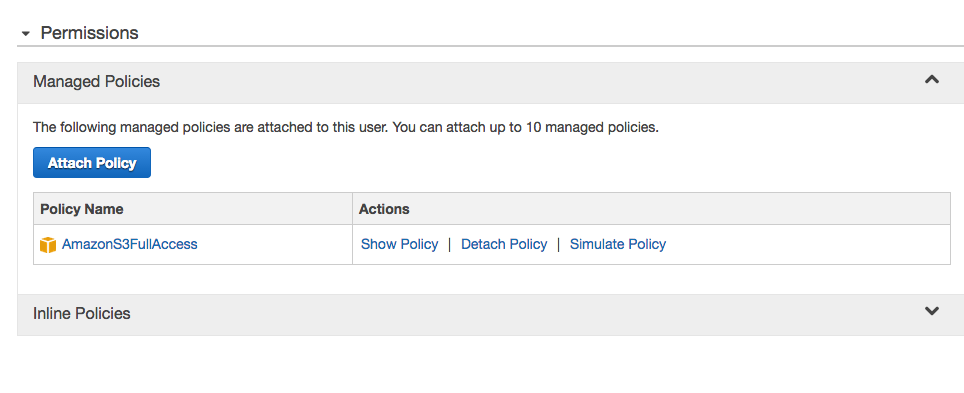 Permissions
Managed Policies
The following managed policies are attached to this user. You can attach up to 10 managed policies.
Attach Policy
Policy Name Actions
AmazonS3FullAccess Show Policy | Detach Policy | Simulate Policy
Inline Policies